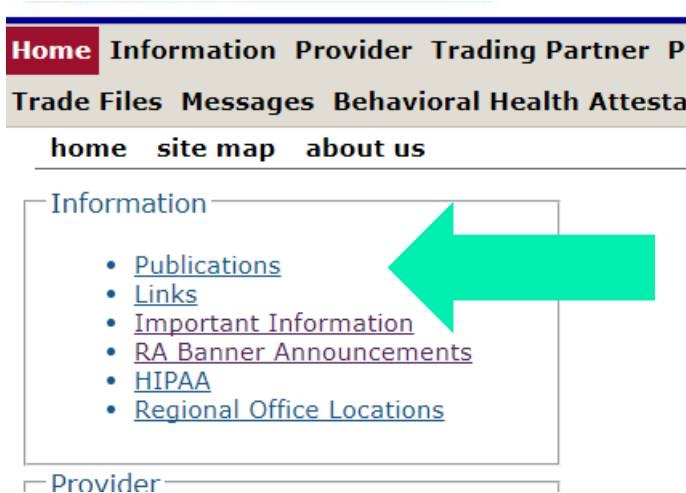 Home Information Provider Trading Partner P
Trade Files Messages Behavioral Health Attesta
home site map about us
Information
Publications
Links
Important Information
RA Banner Announcements
HIPAA
Regional Office Locations
Provider